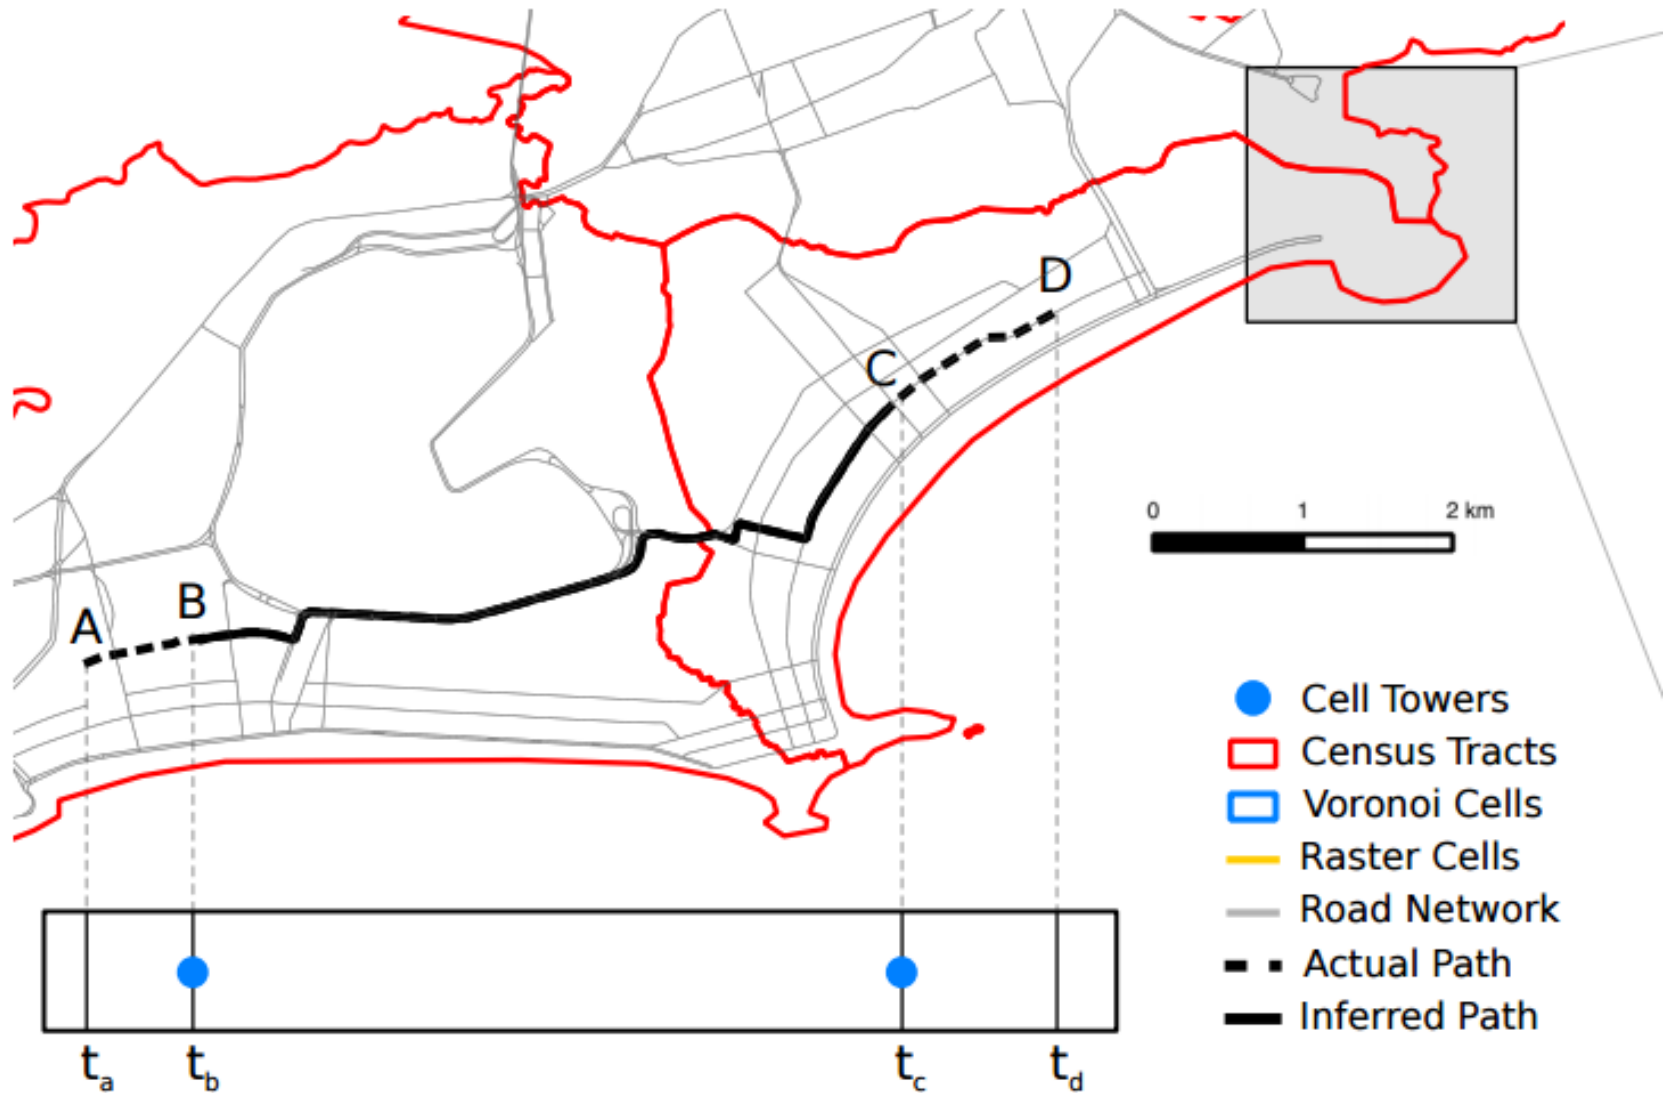 D
C
0 1 2 km
B
A
Cell Towers
Census Tracts
Voronoi Cells
Raster Cells
Road Network
Actual Path
Inferred Path
ta tb tc td